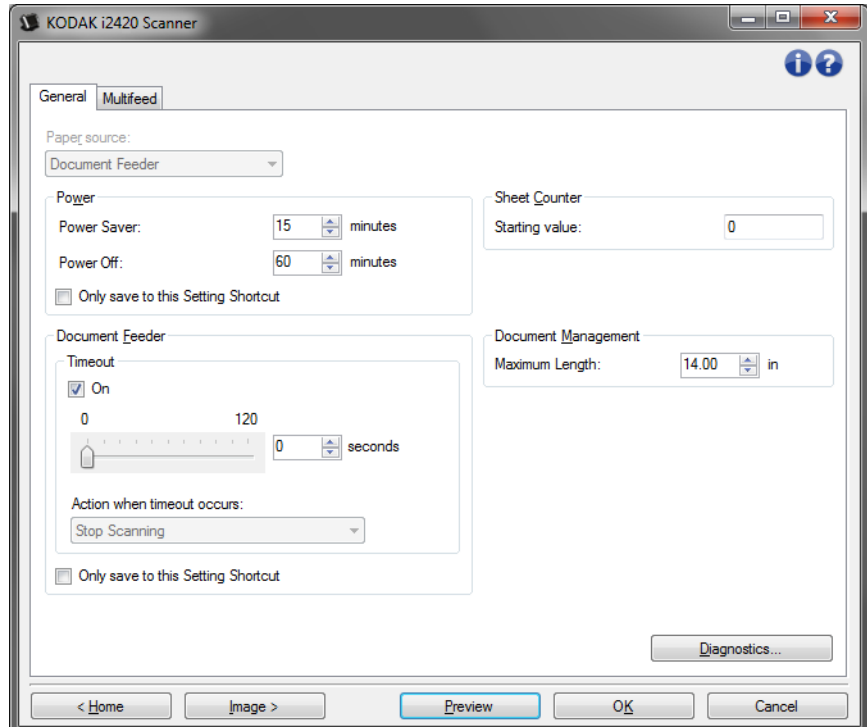 KODAK i2420 Scanner
General Multifeed
Paper source:
Document Feeder
Power
Power Saver: 15 minutes
Power Off: 60 minutes
Only save to this Setting Shortcut
Sheet Counter
Starting value: 0
Document Feeder
Timeout
On
0 120
0 seconds
Action when timeout occurs:
Stop Scanning
Only save to this Setting Shortcut
Document Management
Maximum Length: 14.00 in
Diagnostics...
< Home Image > Preview OK Cancel